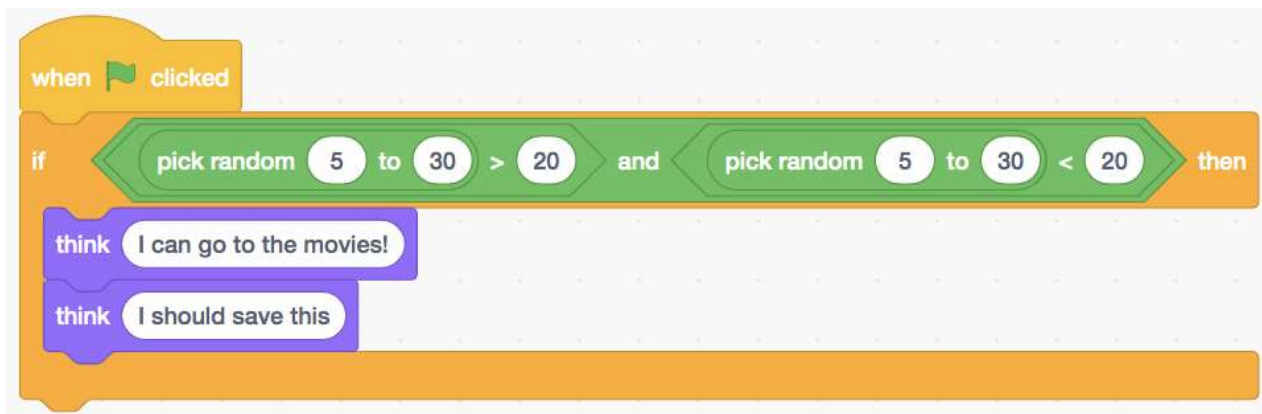 when clicked
if pick random 5 to 30 > 20 and pick random 5 to 30 < 20 then
think I can go to the movies!
think I should save this